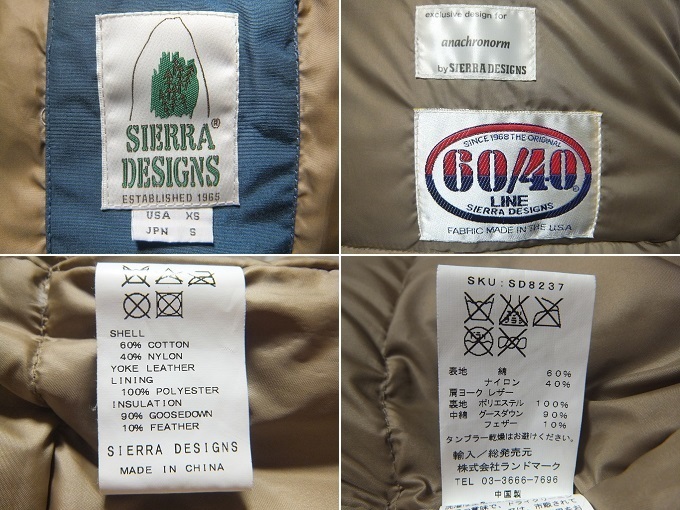 SIERRA®
DESIGNS
ESTABLISHED 1965
USA XS
JPN S
exclusive design for
anachronorm
by SIERRA DESIGNS
SINCE 1968 THE ORIGINAL
60/40®
LINE
SIERRA DESIGNS
FABRIC MADE IN THE U.S.A
SHELL
60% COTTON
40% NYLON
YOKE LEATHER
LINING
100% POLYESTER
INSULATION
90% GOOSEDOWN
10% FEATHER
SIERRA DESIGNS
MADE IN CHINA
SKU: SD8237
表地 綿 60%
ナイロン 40%
肩ヨーク レザー
裏地 ポリエステル 100%
中綿 グースダウン 90%
フェザー 10%
タンブラー乾燥はお避けください。
輸入/総発売元
株式会社ランドマーク
TEL 03-3666-7696
中国製